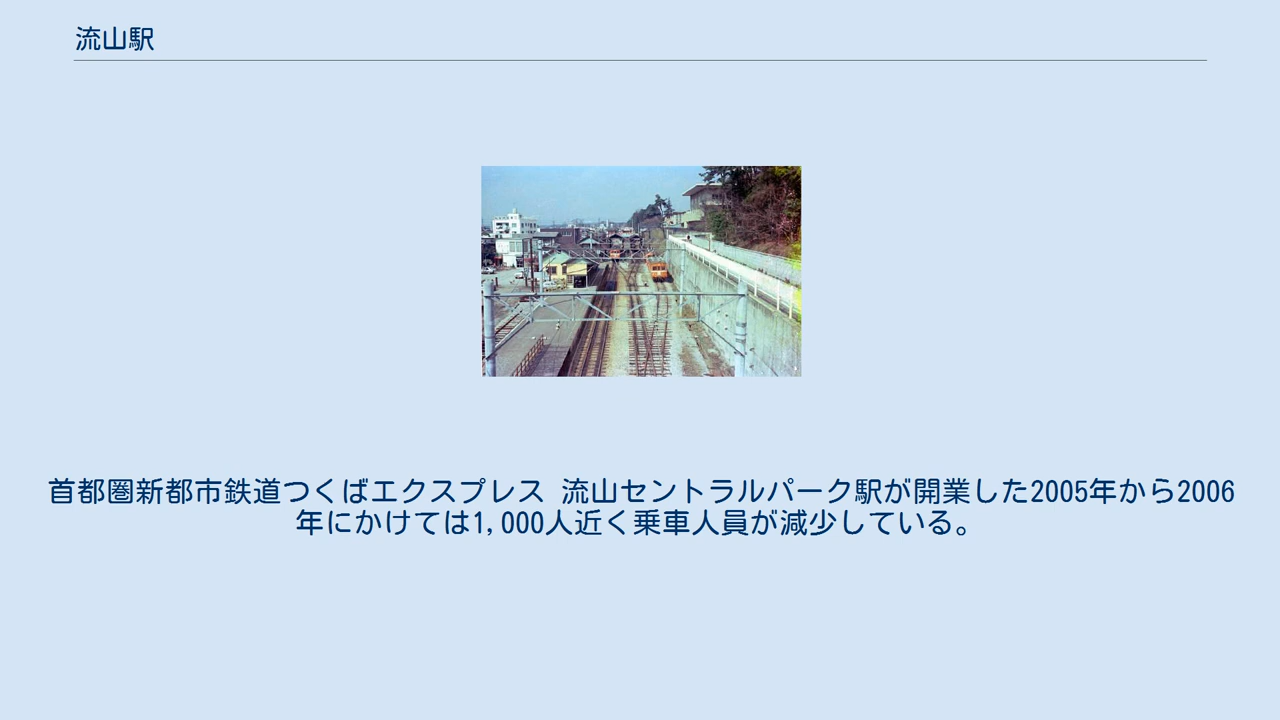 流山駅
首都圏新都市鉄道つくばエクスプレス 流山セントラルパーク駅が開業した2005年から2006
年にかけては1,000人近く乗車人員が減少している。